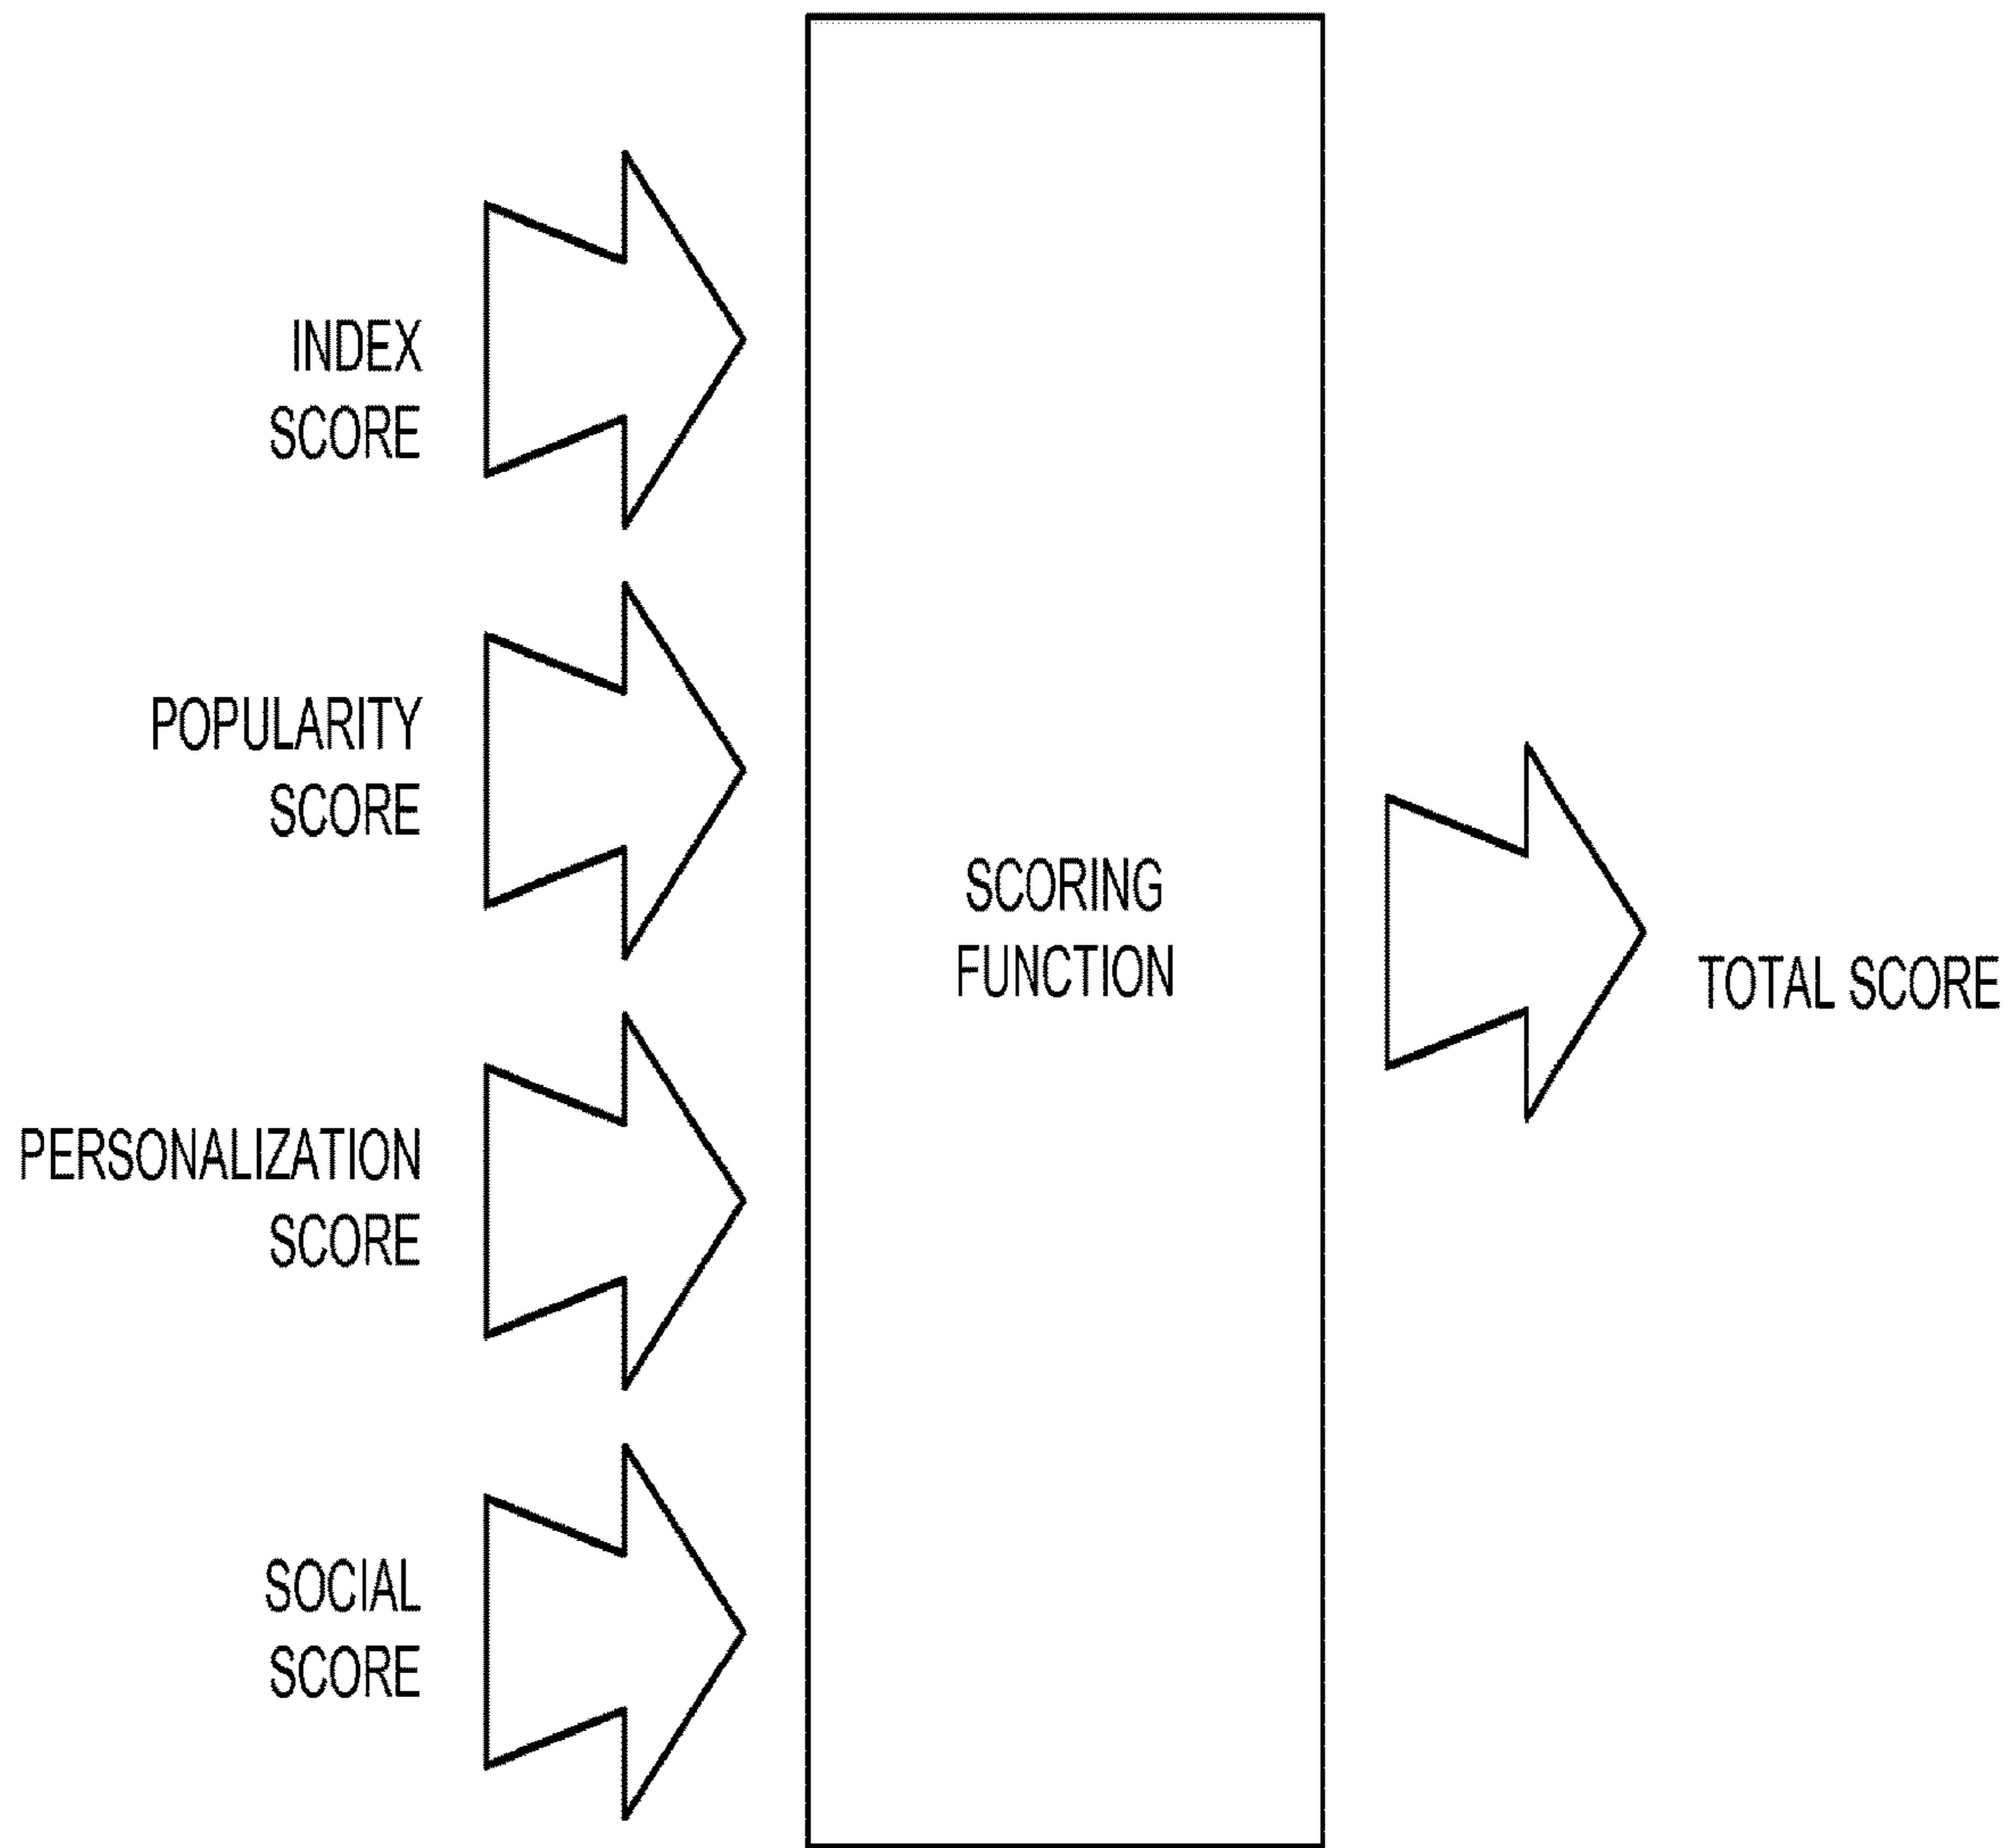 INDEX
SCORE
POPULARITY
SCORE
PERSONALIZATION
SCORE
SOCIAL
SCORE
SCORING
FUNCTION
TOTAL SCORE